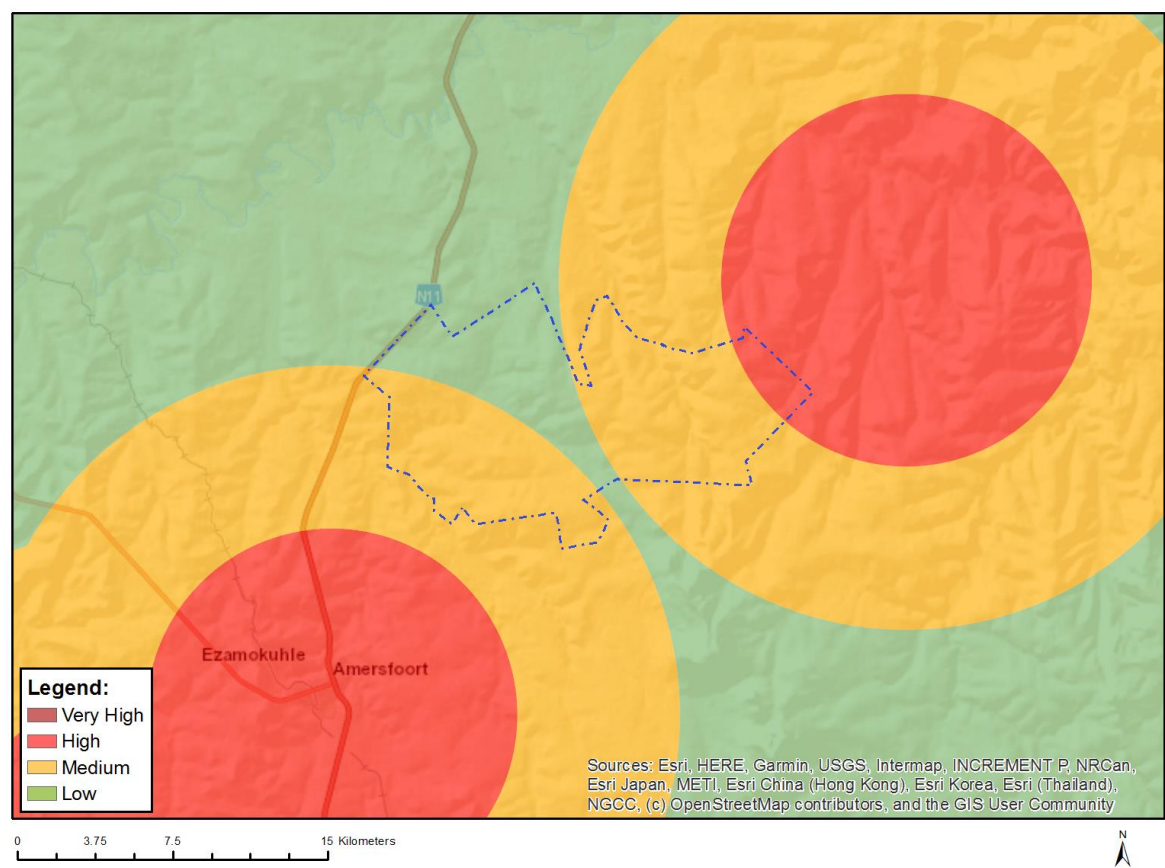 N11
Ezamokuhle
Amersfoort
Legend:
Very High
High
Medium
Low
Sources: Esri, HERE, Garmin, USGS, Intermap, INCREMENT P, NRCan,
Esri Japan, METI, Esri China (Hong Kong), Esri Korea, Esri (Thailand),
NGCC, (c) OpenStreetMap contributors, and the GIS User Community
0 3.75 7.5 15 Kilometers
N